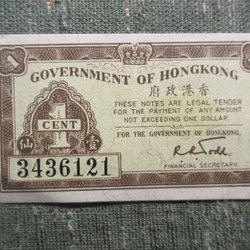 1
GOVERNMENT OF HONGKONG
府政港香
THESE NOTES ARE LEGAL TENDER
FOR THE PAYMENT OF ANY AMOUNT
NOT EXCEEDING ONE DOLLAR.
1
CENT
仙 壹
FOR THE GOVERNMENT OF HONGKONG.
3436121
FINANCIAL SECRETARY.